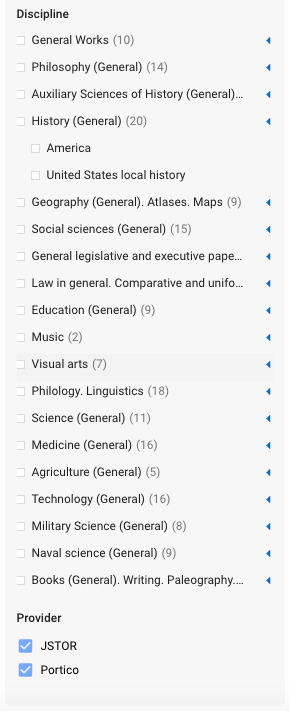 Discipline
General Works (10)
Philosophy (General) (14)
Auxiliary Sciences of History (General)...
History (General) (20)
America
United States local history
Geography (General). Atlases. Maps (9)
Social sciences (General) (15)
General legislative and executive pape...
Law in general. Comparative and unifo...
Education (General) (9)
Music (2)
Visual arts (7)
Philology. Linguistics (18)
Science (General) (11)
Medicine (General) (16)
Agriculture (General) (5)
Technology (General) (16)
Military Science (General) (8)
Naval science (General) (9)
Books (General). Writing. Paleography....
Provider
JSTOR
Portico